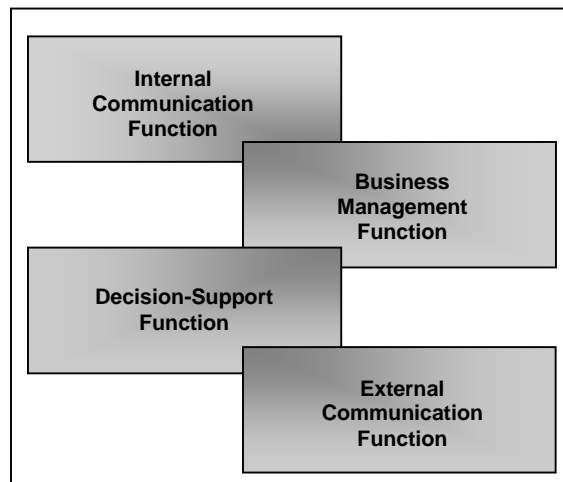 Internal
Communication
Function
Business
Management
Function
Decision-Support
Function
External
Communication
Function